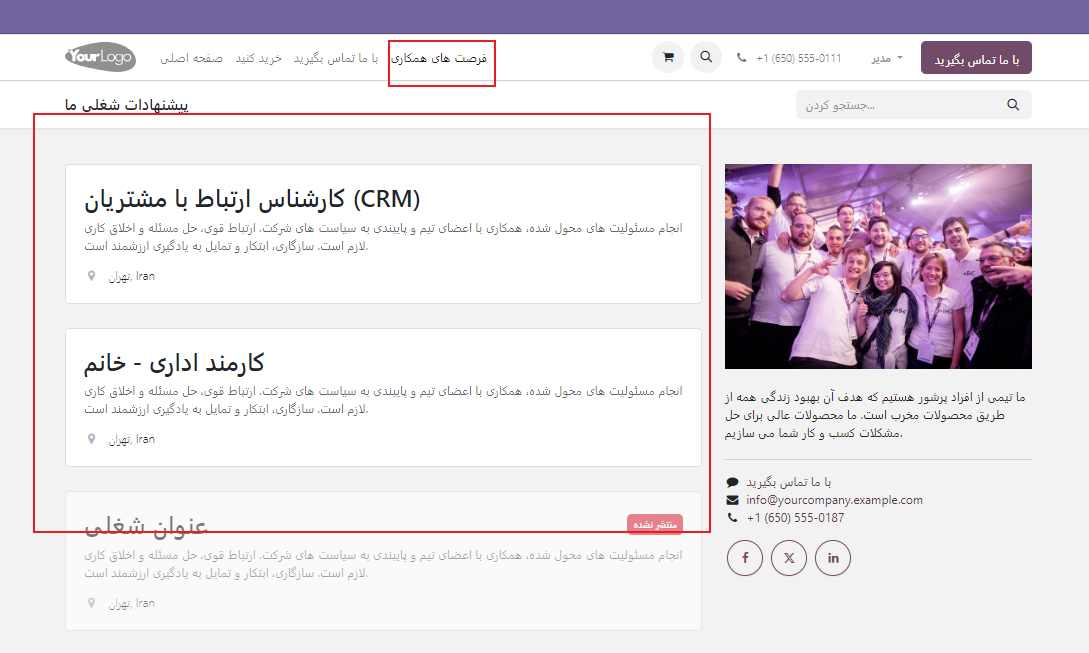 YourLogo
صفحه اصلی
خرید کنید
با ما تماس بگیرید
فرصت های همکاری
+1 (650) 555-0111
مدیر
با ما تماس بگیرید
پیشنهادات شغلی ما
جستجو کردن...
کارشناس ارتباط با مشتریان (CRM)
انجام مسئولیت های محول شده، همکاری با اعضای تیم و پایبندی به سیاست های شرکت. ارتباط قوی، حل مسئله و اخلاق کاری
لازم است. سازگاری، ابتکار و تمایل به یادگیری ارزشمند است.
تهران, Iran
کارمند اداری - خانم
انجام مسئولیت های محول شده، همکاری با اعضای تیم و پایبندی به سیاست های شرکت. ارتباط قوی، حل مسئله و اخلاق کاری
لازم است. سازگاری، ابتکار و تمایل به یادگیری ارزشمند است.
تهران, Iran
عنوان شغلی
منتشر نشده
انجام مسئولیت های محول شده، همکاری با اعضای تیم و پایبندی به سیاست های شرکت. ارتباط قوی، حل مسئله و اخلاق کاری
لازم است. سازگاری، ابتکار و تمایل به یادگیری ارزشمند است.
تهران, Iran
ما تیمی از افراد پرشور هستیم که هدف آن بهبود زندگی همه از
طریق محصولات مخرب است. ما محصولات عالی برای حل
مشکلات کسب و کار شما می سازیم.
با ما تماس بگیرید
info@yourcompany.example.com
+1 (650) 555-0187